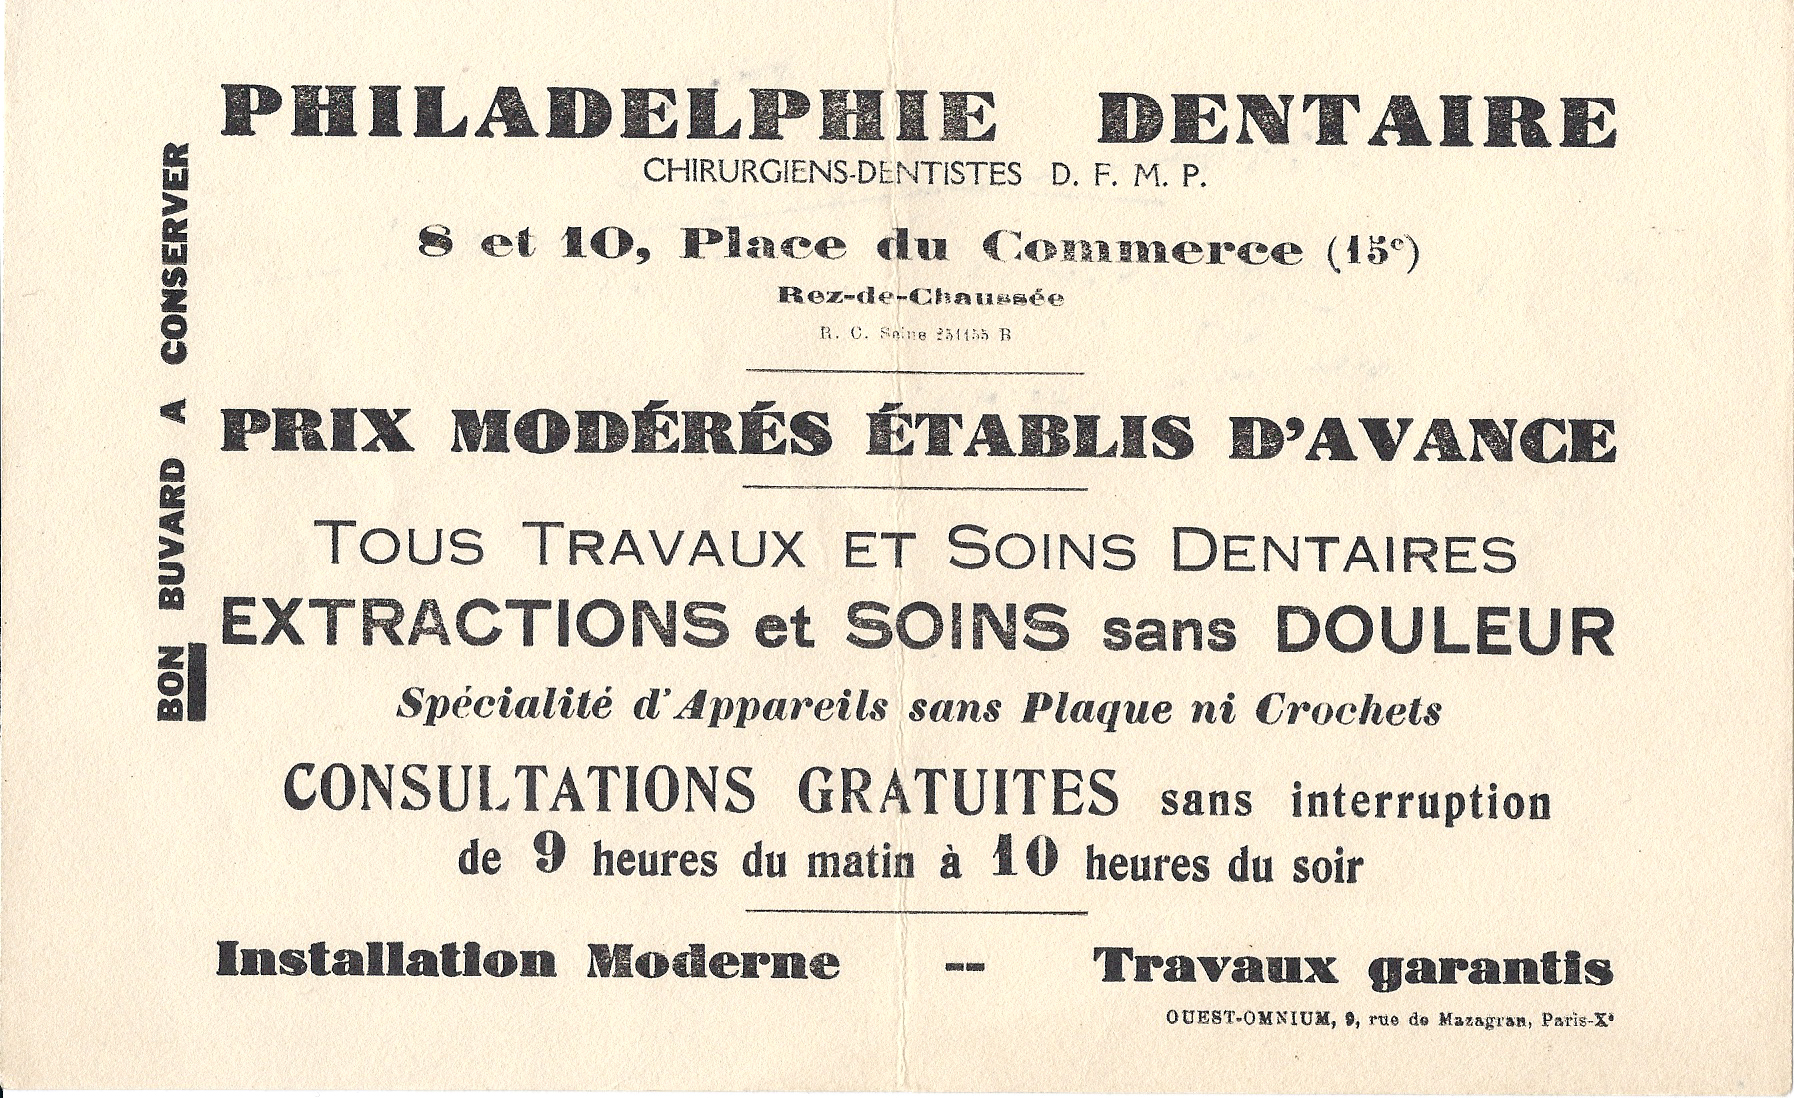 PHILADELPHIE DENTAIRE
CHIRURGIENS-DENTISTES D. F. M. P.
8 et 10, Place du Commerce (15e)
Rez-de-Chaussée
R. C. Seine B
PRIX MODÉRÉS ÉTABLIS D'AVANCE
TOUS TRAVAUX ET SOINS DENTAIRES
EXTRACTIONS et SOINS sans DOULEUR
Spécialité d'Appareils sans Plaque ni Crochets
CONSULTATIONS GRATUITES sans interruption
de 9 heures du matin à 10 heures du soir
Installation Moderne -- Travaux garantis
OUEST-OMNIUM, 9, rue de Mazagran, Paris-Xe
BON BUVARD A CONSERVER